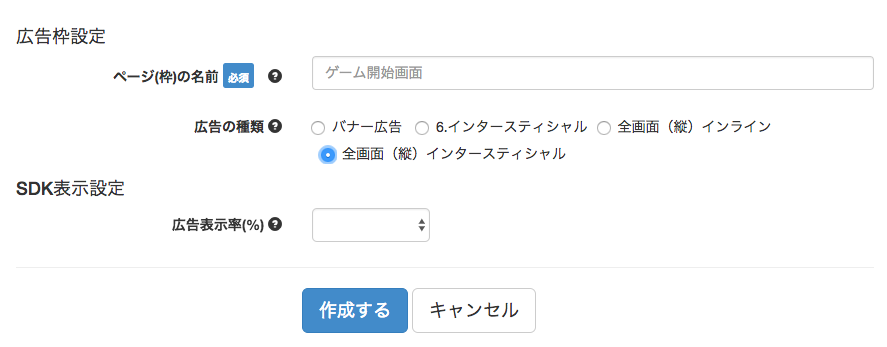 広告枠設定
ページ(枠)の名前 必須 ? ゲーム開始画面
広告の種類 ? バナー広告 6.インタースティシャル 全画面（縦）インライン
全画面（縦）インタースティシャル
SDK表示設定
広告表示率(%) ?
作成する キャンセル